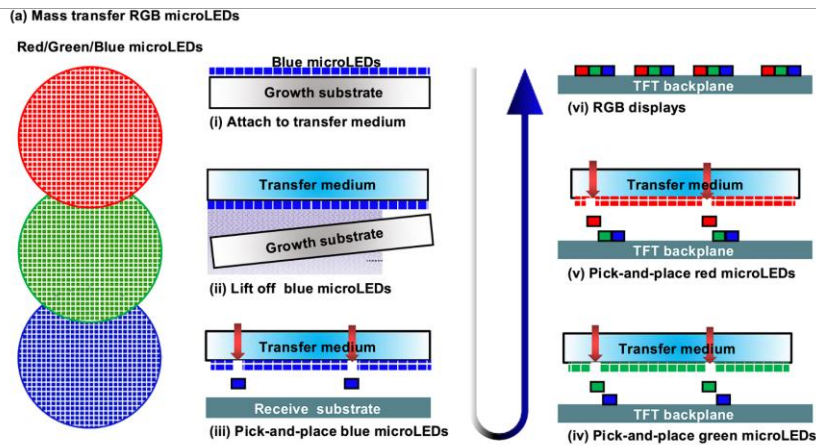 (a) Mass transfer RGB microLEDs
Red/Green/Blue microLEDs
Blue microLEDs
Growth substrate
(i) Attach to transfer medium
Transfer medium
Growth substrate
(ii) Lift off blue microLEDs
Transfer medium
Receive substrate
(iii) Pick-and-place blue microLEDs
TFT backplane
(vi) RGB displays
Transfer medium
TFT backplane
(v) Pick-and-place red microLEDs
Transfer medium
TFT backplane
(iv) Pick-and-place green microLEDs